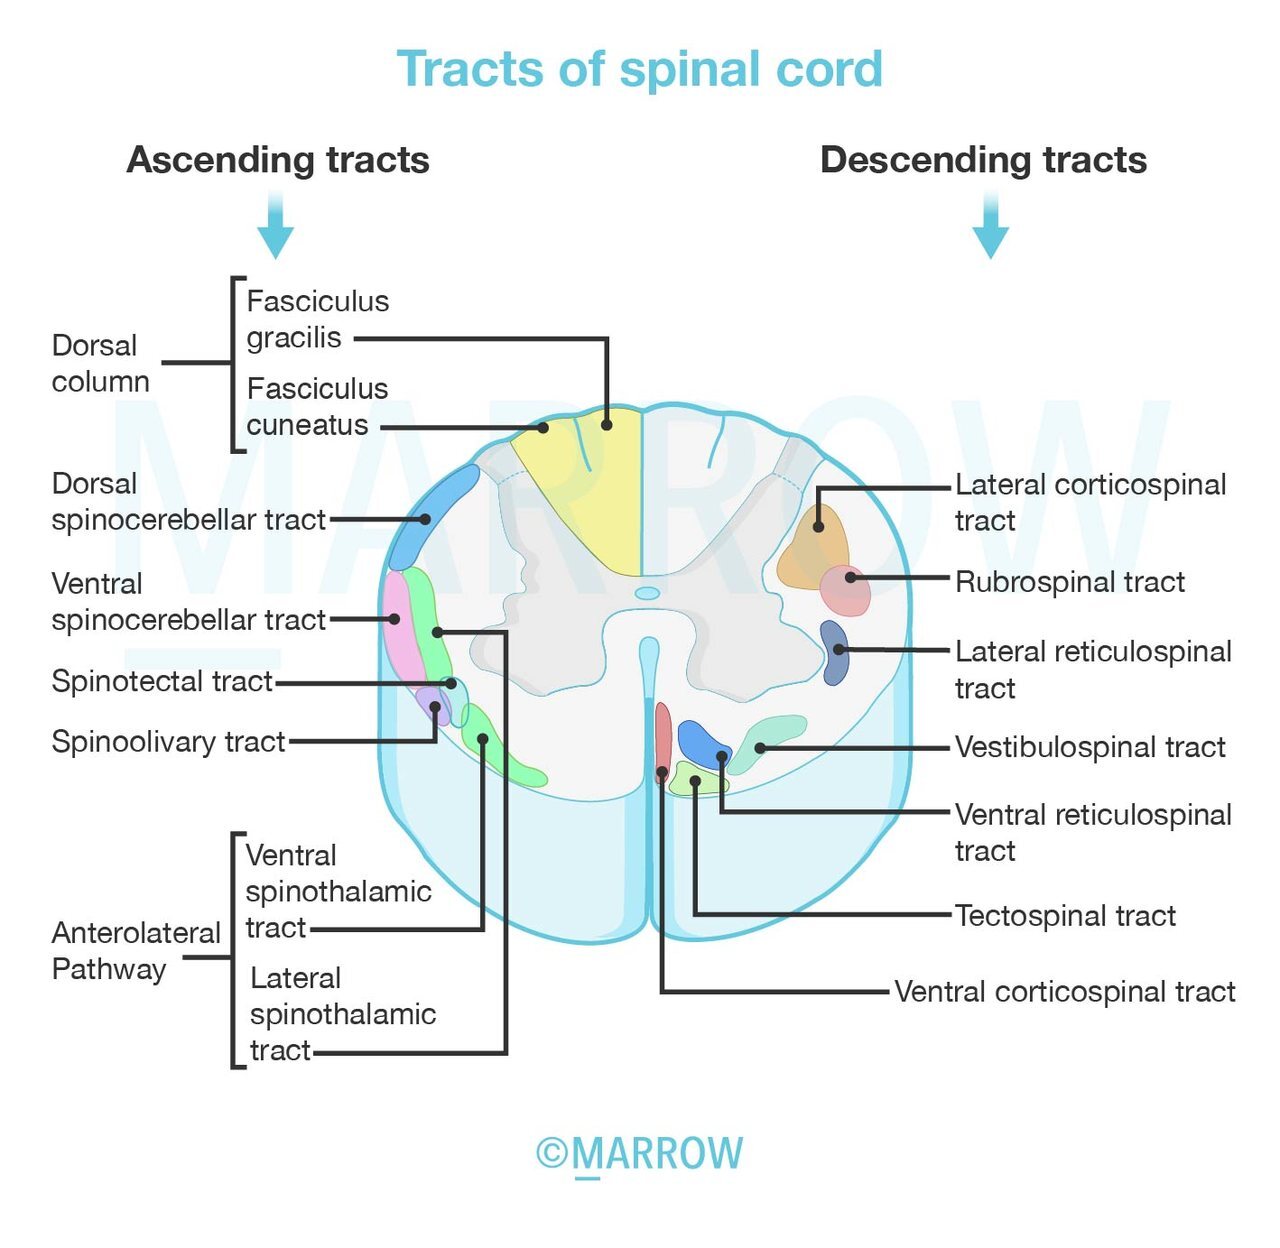 Tracts of spinal cord
Ascending tracts
Descending tracts
Fasciculus
gracilis
Dorsal
column
Fasciculus
cuneatus
Dorsal
spinocerebellar tract
Ventral
spinocerebellar tract
Spinotectal tract
Spinoolivary tract
Ventral
spinothalamic
tract
Anterolateral
Pathway
Lateral
spinothalamic
tract
Lateral corticospinal
tract
Rubrospinal tract
Lateral reticulospinal
tract
Vestibulospinal tract
Ventral reticulospinal
tract
Tectospinal tract
Ventral corticospinal tract
MARROW
©MARROW